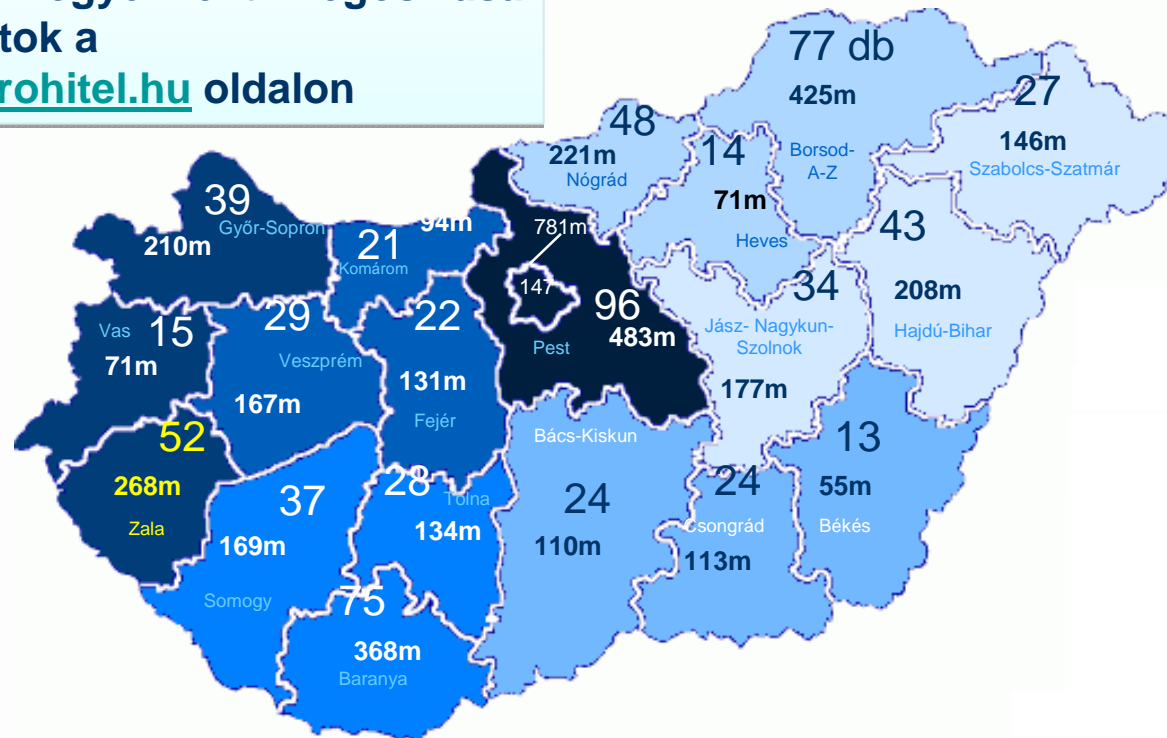 tok a
rohitel.hu oldalon
77 db
425m
Borsod-
A-Z
27
146m
Szabolcs-Szatmár
48
221m
Nógrád
14
71m
Heves
39
Győr-Sopron
210m
94m
21
Komárom
781m
147
96
483m
Pest
43
208m
Hajdú-Bihar
34
Jász- Nagykun-
Szolnok
177m
Vas 15
71m
29
Veszprém
167m
22
131m
Fejér
52
268m
Zala
37
169m
Somogy
28
Tolna
134m
Bács-Kiskun
24
110m
24
Csongrád
113m
13
55m
Békés
75
368m
Baranya